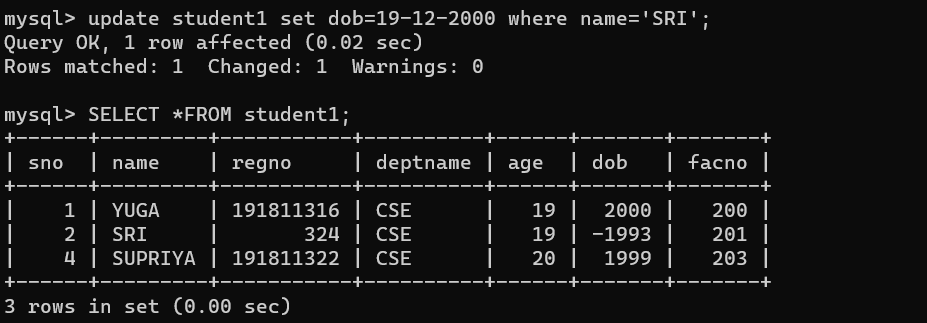 mysql> update student1 set dob=19-12-2000 where name='SRI';
Query OK, 1 row affected (0.02 sec)
Rows matched: 1  Changed: 1  Warnings: 0

mysql> SELECT *FROM student1;
+------+---------+-----------+----------+------+-------+-------+
| sno  | name    | regno     | deptname | age  | dob   | facno |
+------+---------+-----------+----------+------+-------+-------+
|    1 | YUGA    | 191811316 | CSE      |   19 |  2000 |   200 |
|    2 | SRI     |       324 | CSE      |   19 | -1993 |   201 |
|    4 | SUPRIYA | 191811322 | CSE      |   20 |  1999 |   203 |
+------+---------+-----------+----------+------+-------+-------+
3 rows in set (0.00 sec)